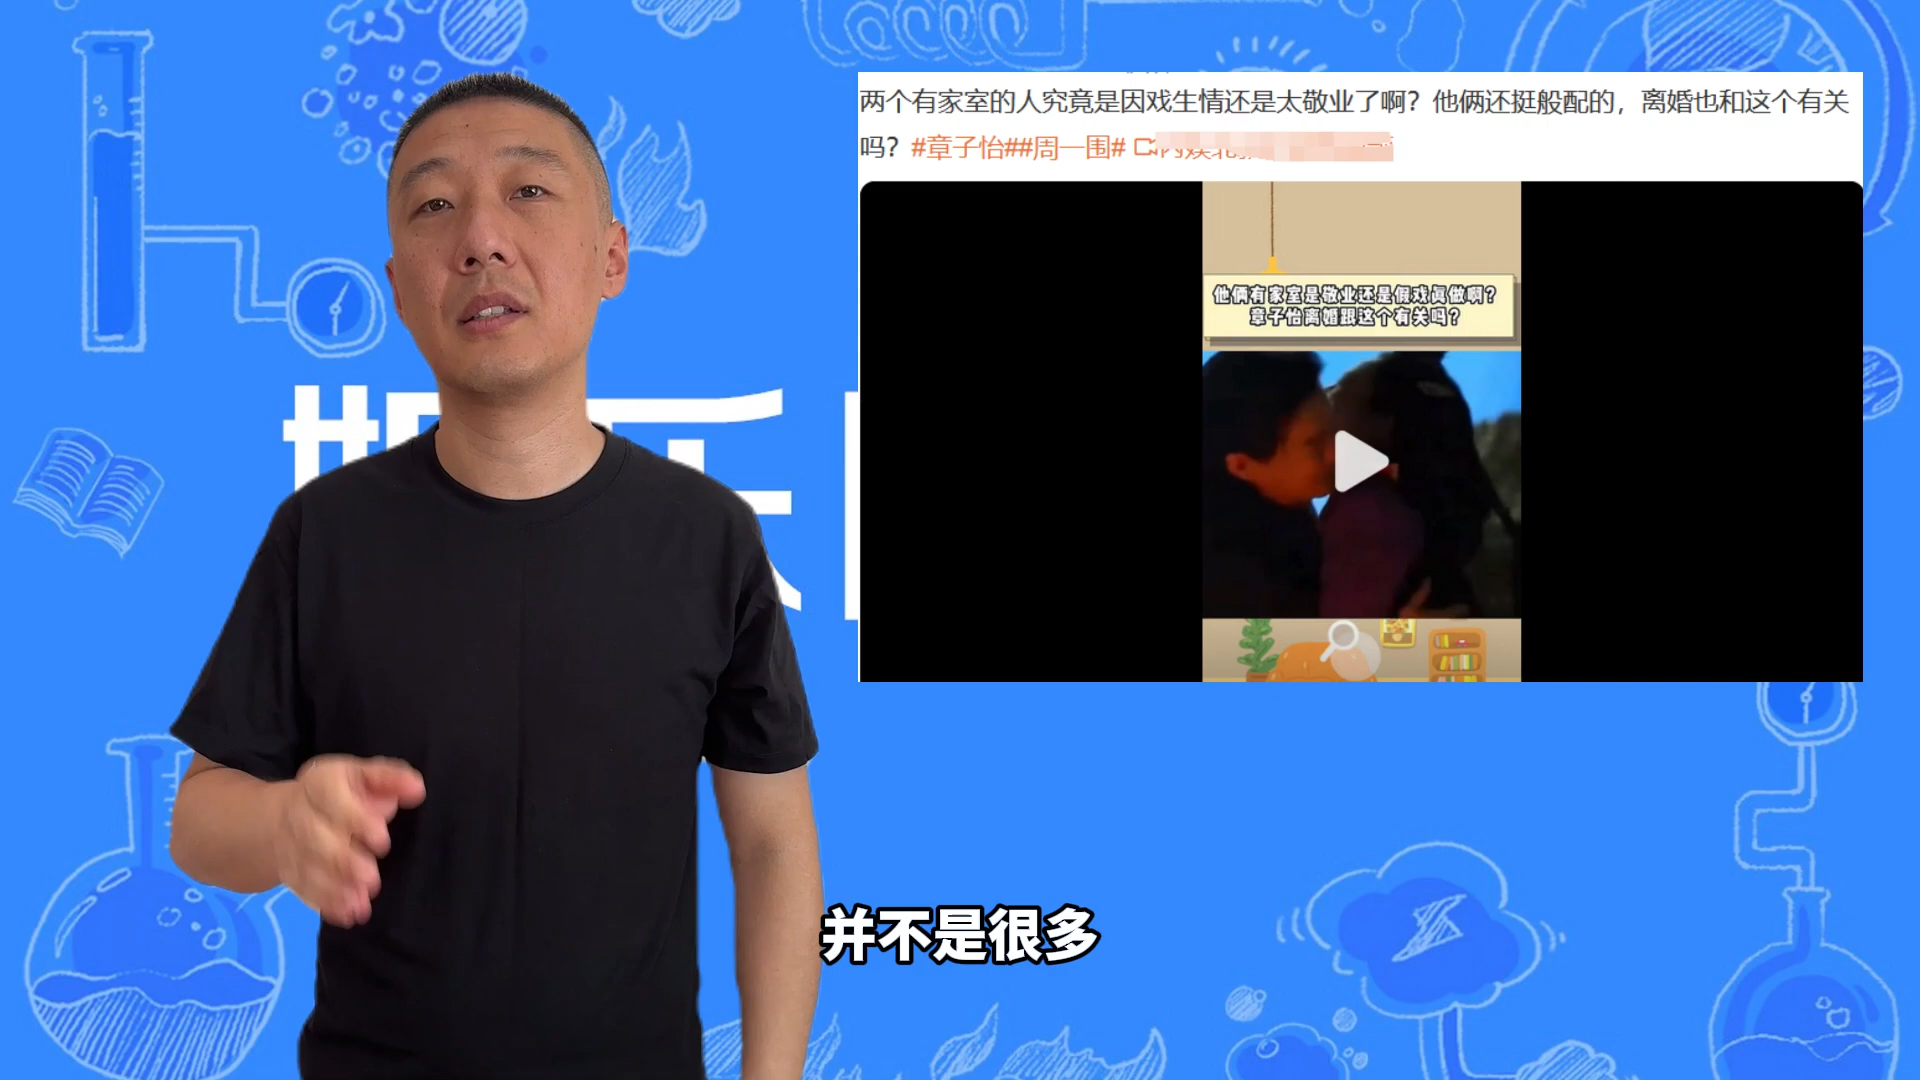 两个有家室的人究竟是因戏生情还是太敬业了啊？他俩还挺般配的，离婚也和这个有关
吗？#章子怡##周一围#
他俩有家室是敬业还是假戏真做啊？
章子怡离婚跟这个有关吗？
并不是很多